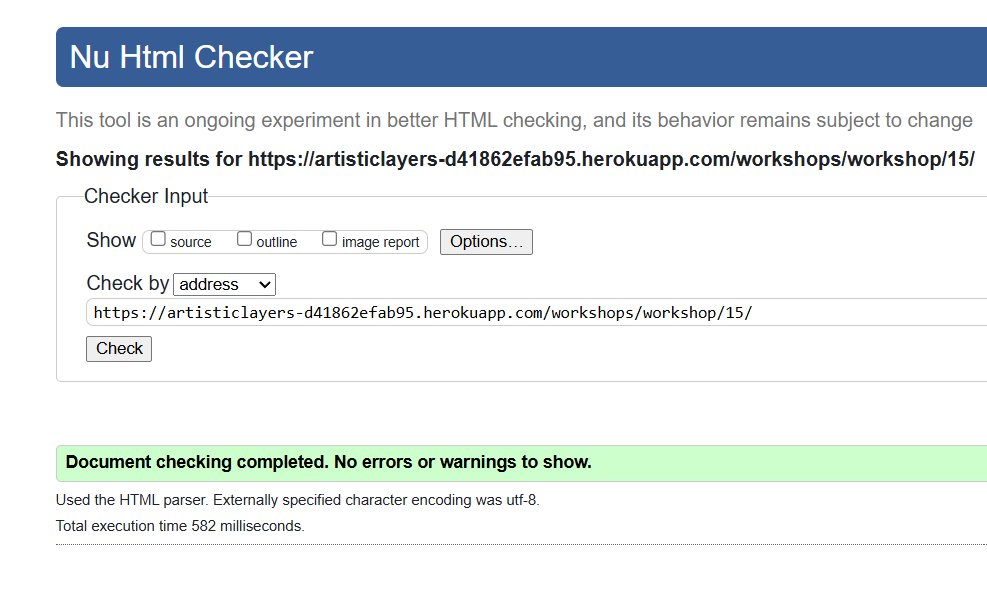 Nu Html Checker
This tool is an ongoing experiment in better HTML checking, and its behavior remains subject to change
Showing results for https://artisticlayers-d41862efab95.herokuapp.com/workshops/workshop/15/
Checker Input
Show source outline image report Options...
Check by address
https://artisticlayers-d41862efab95.herokuapp.com/workshops/workshop/15/
Check
Document checking completed. No errors or warnings to show.
Used the HTML parser. Externally specified character encoding was utf-8.
Total execution time 582 milliseconds.